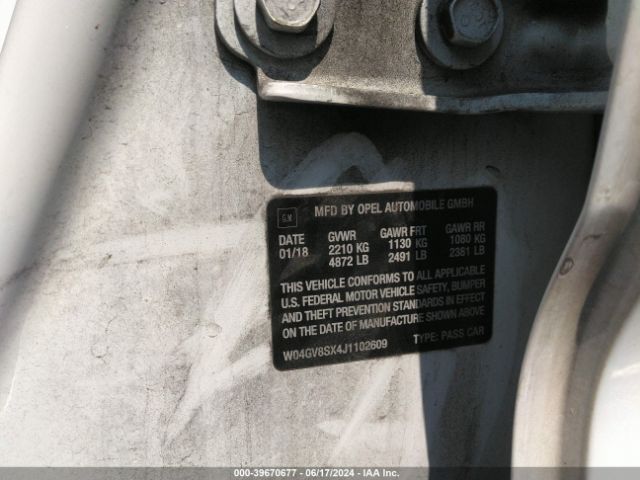 GM MFD BY OPEL AUTOMOBILE GMBH
DATE GVWR GAWR FRT GAWR RR
01/18 2210 KG 1130 KG 1080 KG
4872 LB 2491 LB 2381 LB
THIS VEHICLE CONFORMS TO ALL APPLICABLE
U.S. FEDERAL MOTOR VEHICLE SAFETY, BUMPER
AND THEFT PREVENTION STANDARDS IN EFFECT
ON THE DATE OF MANUFACTURE SHOWN ABOVE
W04GV8SX4J1102609 TYPE: PASS CAR
000-39670677 - 06/17/2024 - IAA Inc.